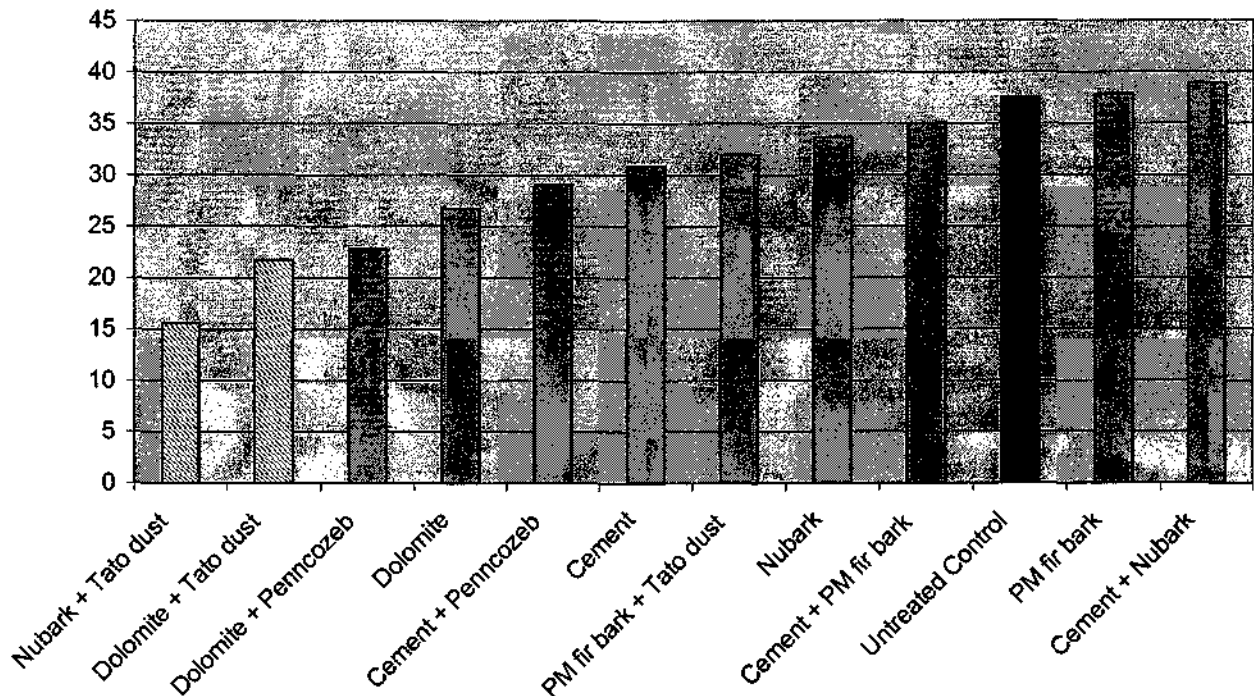 45
40
35
30
25
20
15
10
5
0
Nubark + Tato dust
Dolomite + Tato dust
Dolomite + Penncozeb
Dolomite
Cement + Penncozeb
Cement
PM fir bark + Tato dust
Nubark
Cement + PM fir bark
Untreated Control
PM fir bark
Cement + Nubark